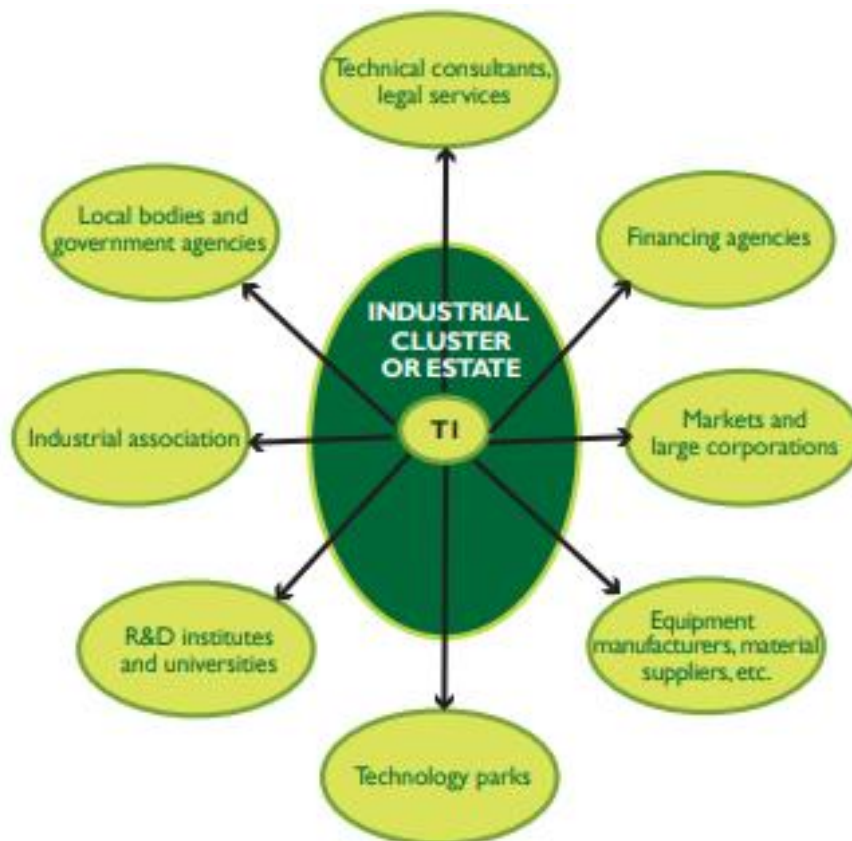 Technical consultants,
legal services
Local bodies and
government agencies
Financing agencies
INDUSTRIAL
CLUSTER
OR ESTATE
TI
Industrial association
Markets and
large corporations
R&D institutes
and universities
Equipment
manufacturers, material
suppliers, etc.
Technology parks